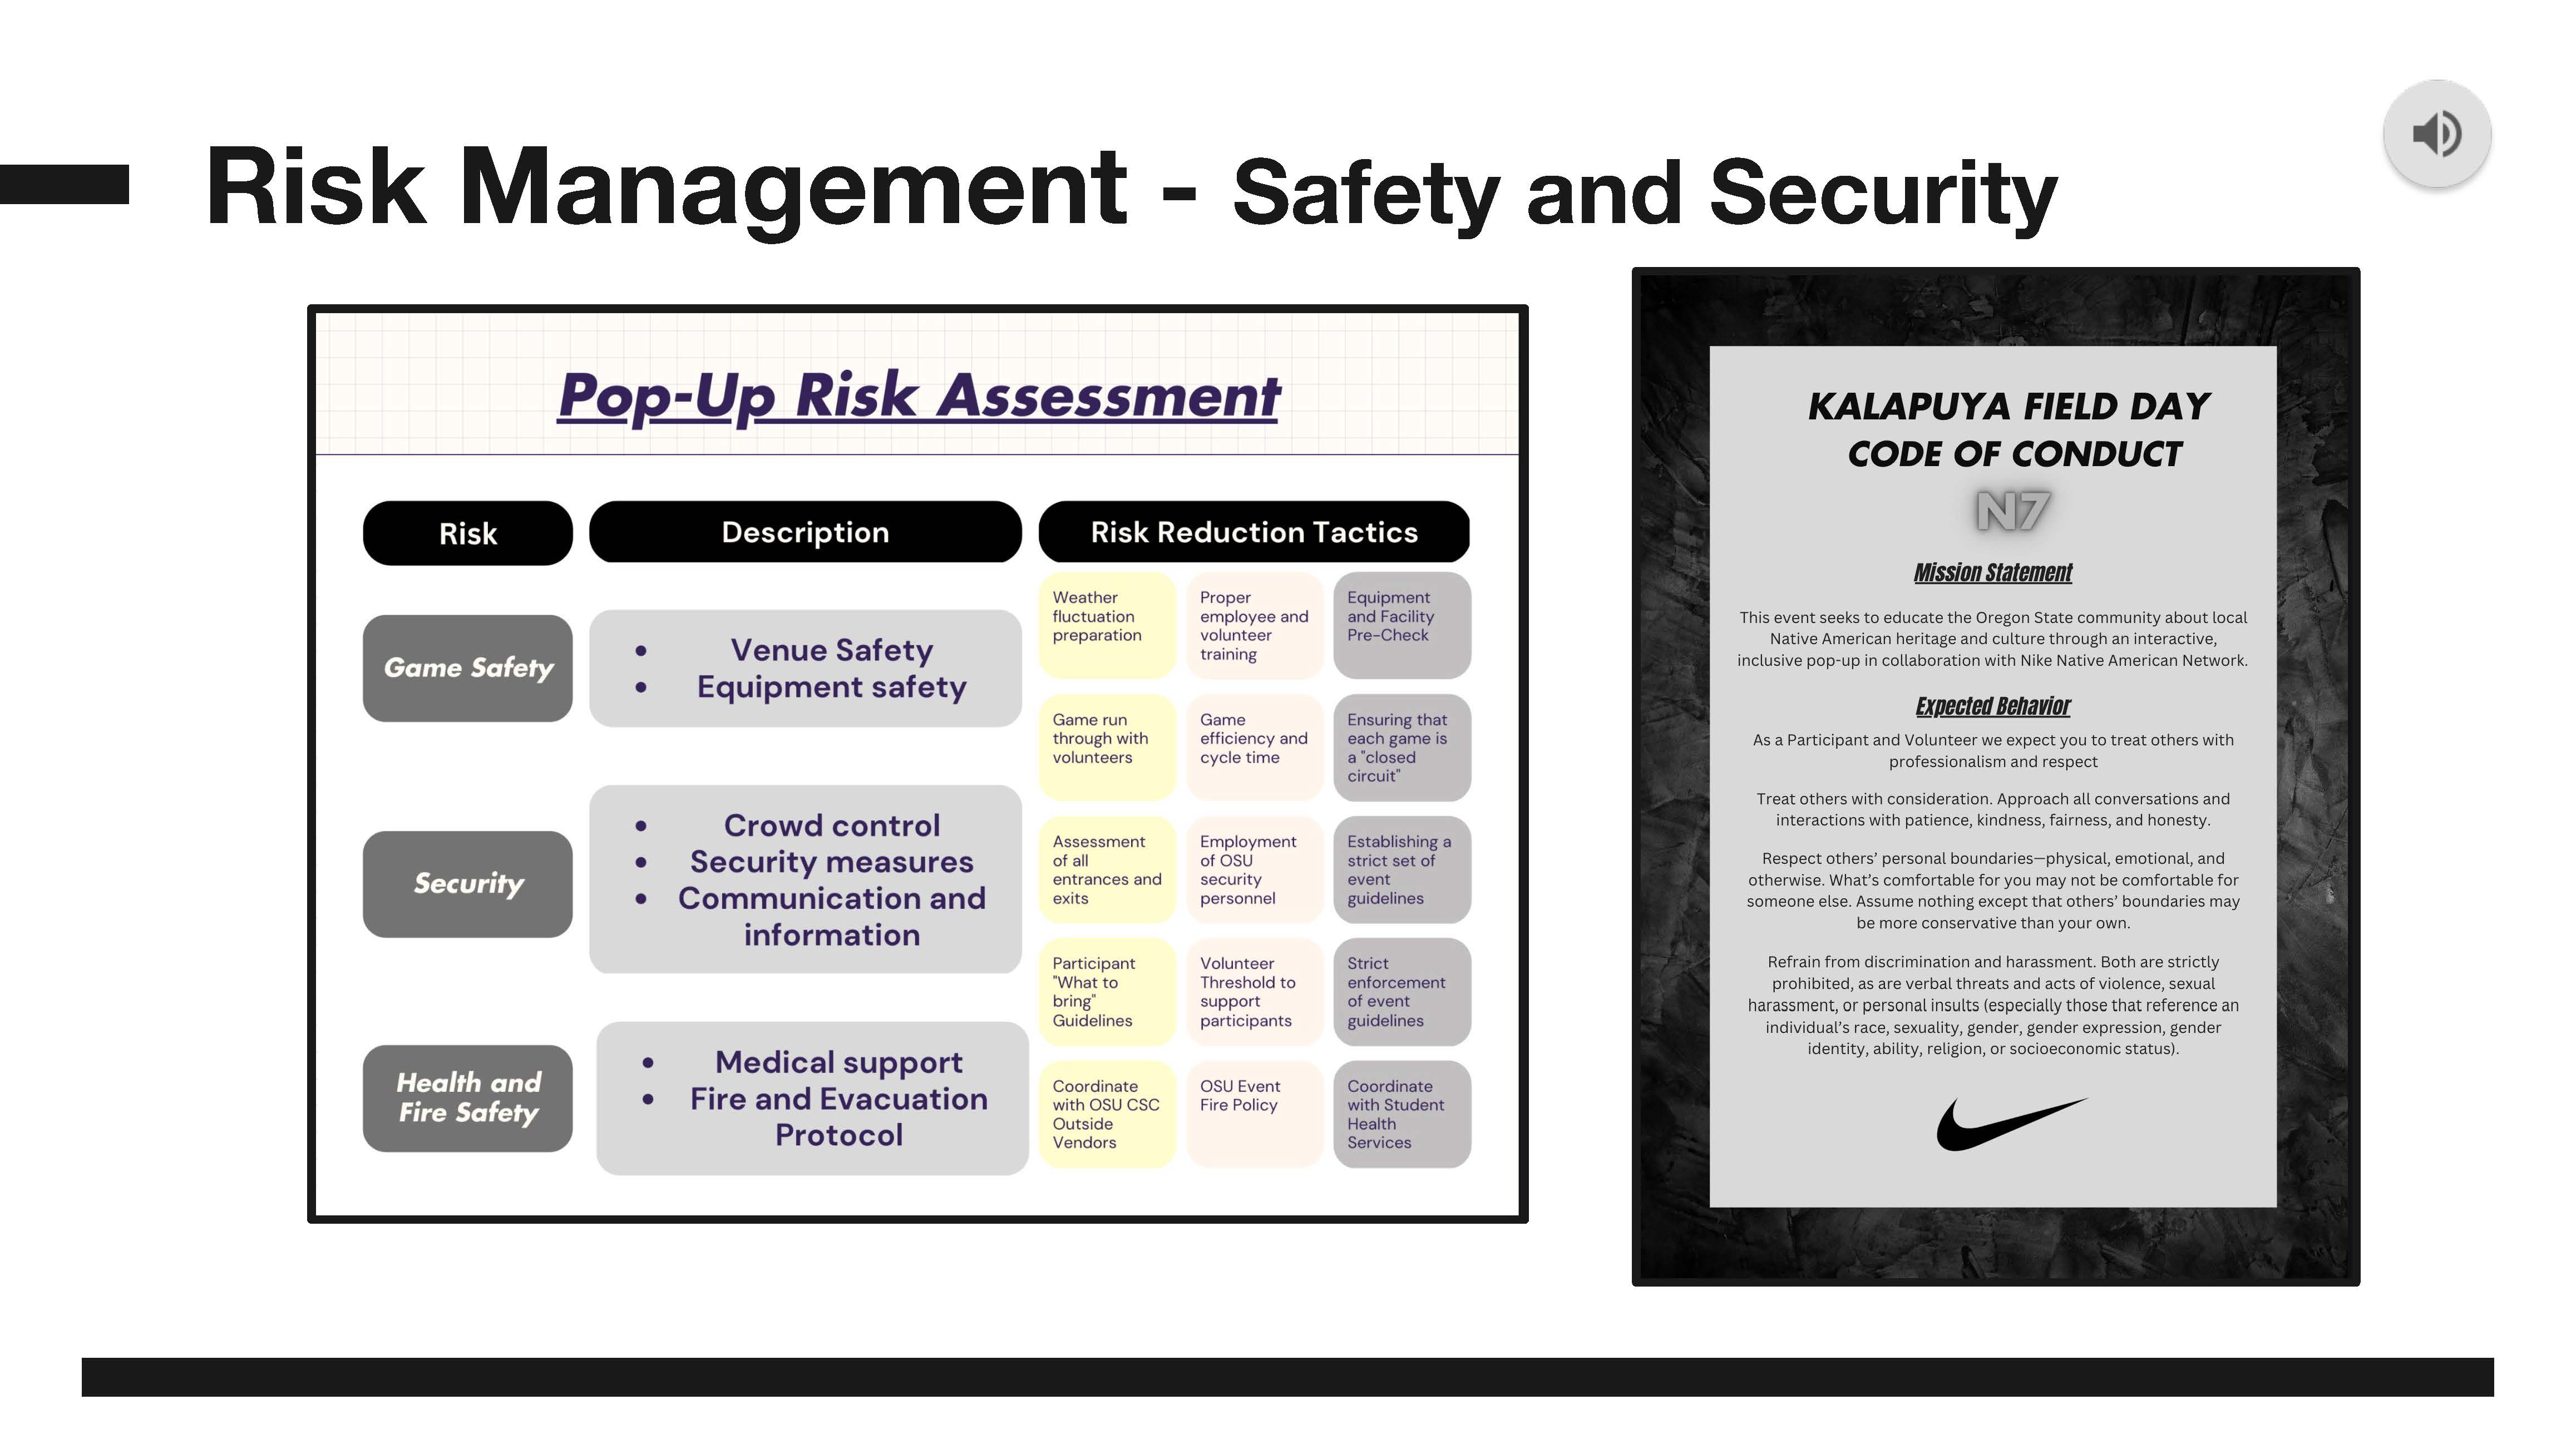 Risk Management - Safety and Security
Pop-Up Risk Assessment
Risk
Description
Risk Reduction Tactics
Game Safety
• Venue Safety
• Equipment safety
Weather
fluctuation
preparation
Proper
employee and
volunteer
training
Equipment
and Facility
Pre-Check
Game run
through with
volunteers
Game
efficiency and
cycle time
Ensuring that
each game is
a "closed
circuit"
Security
• Crowd control
• Security measures
• Communication and
information
Assessment
of all
entrances and
exits
Employment
of OSU
security
personnel
Establishing a
strict set of
event
guidelines
Participant
"What to
bring"
Guidelines
Volunteer
Threshold to
support
participants
Strict
enforcement
of event
guidelines
Health and
Fire Safety
• Medical support
• Fire and Evacuation
Protocol
Coordinate
with OSU CSC
Outside
Vendors
OSU Event
Fire Policy
Coordinate
with Student
Health
Services
KALAPUYA FIELD DAY
CODE OF CONDUCT
N7
Mission Statement
This event seeks to educate the Oregon State community about local
Native American heritage and culture through an interactive,
inclusive pop-up in collaboration with Nike Native American Network.
Expected Behavior
As a Participant and Volunteer we expect you to treat others with
professionalism and respect
Treat others with consideration. Approach all conversations and
interactions with patience, kindness, fairness, and honesty.
Respect others’ personal boundaries—physical, emotional, and
otherwise. What’s comfortable for you may not be comfortable for
someone else. Assume nothing except that others’ boundaries may
be more conservative than your own.
Refrain from discrimination and harassment. Both are strictly
prohibited, as are verbal threats and acts of violence, sexual
harassment, or personal insults (especially those that reference an
individual’s race, sexuality, gender, gender expression, gender
identity, ability, religion, or socioeconomic status).